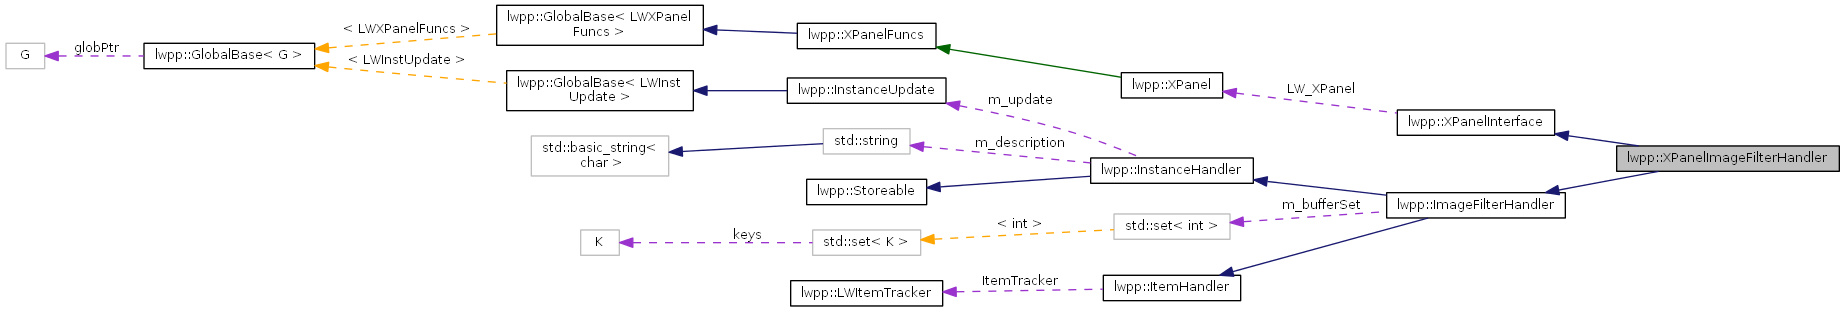 G
globPtr
lwpp::GlobalBase< G >
< LWXPanelFuncs >
< LWInstUpdate >
lwpp::GlobalBase< LWXPanel
Funcs >
lwpp::GlobalBase< LWInst
Update >
std::basic_string<
char >
lwpp::XPanelFuncs
lwpp::InstanceUpdate
std::string
lwpp::Storeable
K
keys
std::set< K >
lwpp::LWItemTracker
m_update
m_description
< int >
ItemTracker
lwpp::XPanel
lwpp::InstanceHandler
std::set< int >
lwpp::ItemHandler
LW_XPanel
m_bufferSet
lwpp::XPanelInterface
lwpp::ImageFilterHandler
lwpp::XPanelImageFilterHandler